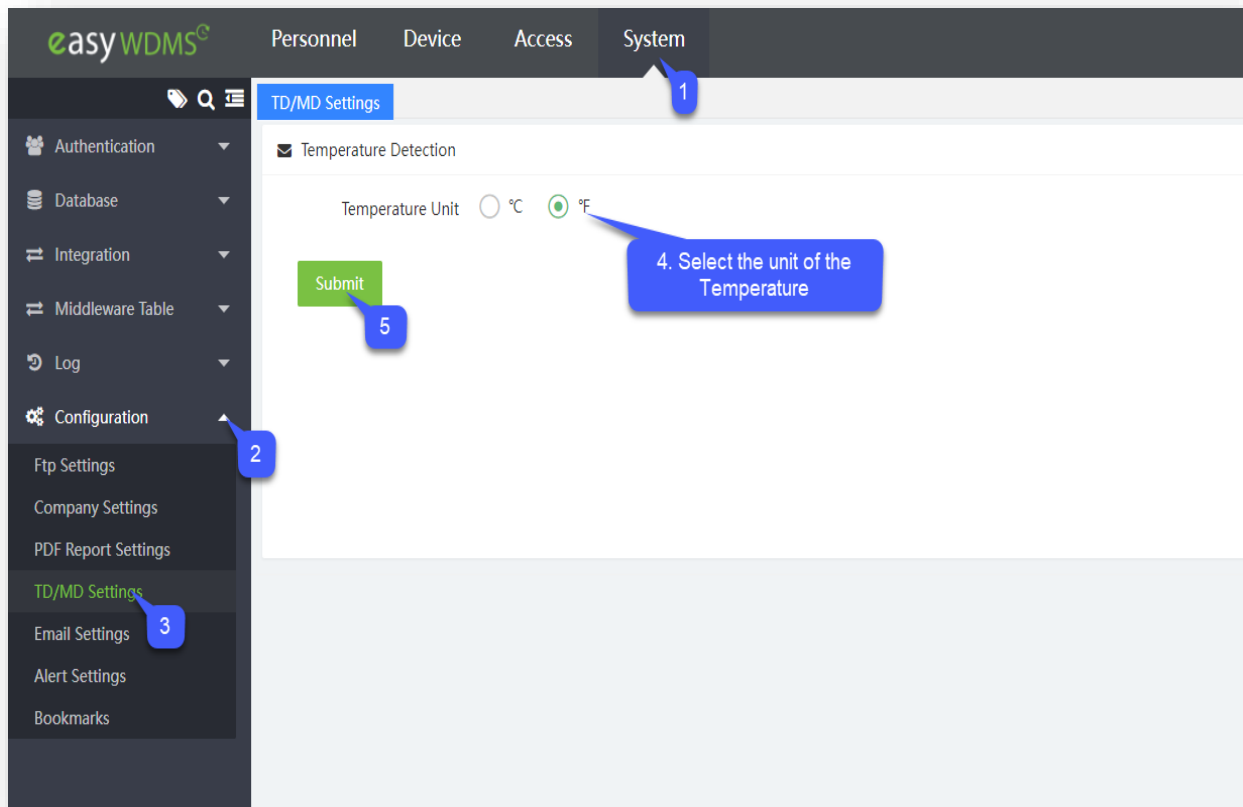 easy WDMS
Personnel Device Access System
1
TD/MD Settings
Authentication
Temperature Detection
Database
Temperature Unit ℃ ℉
4. Select the unit of the
Temperature
Integration
Submit
5
Middleware Table
Log
Configuration
2
Ftp Settings
Company Settings
PDF Report Settings
TD/MD Settings
3
Email Settings
Alert Settings
Bookmarks